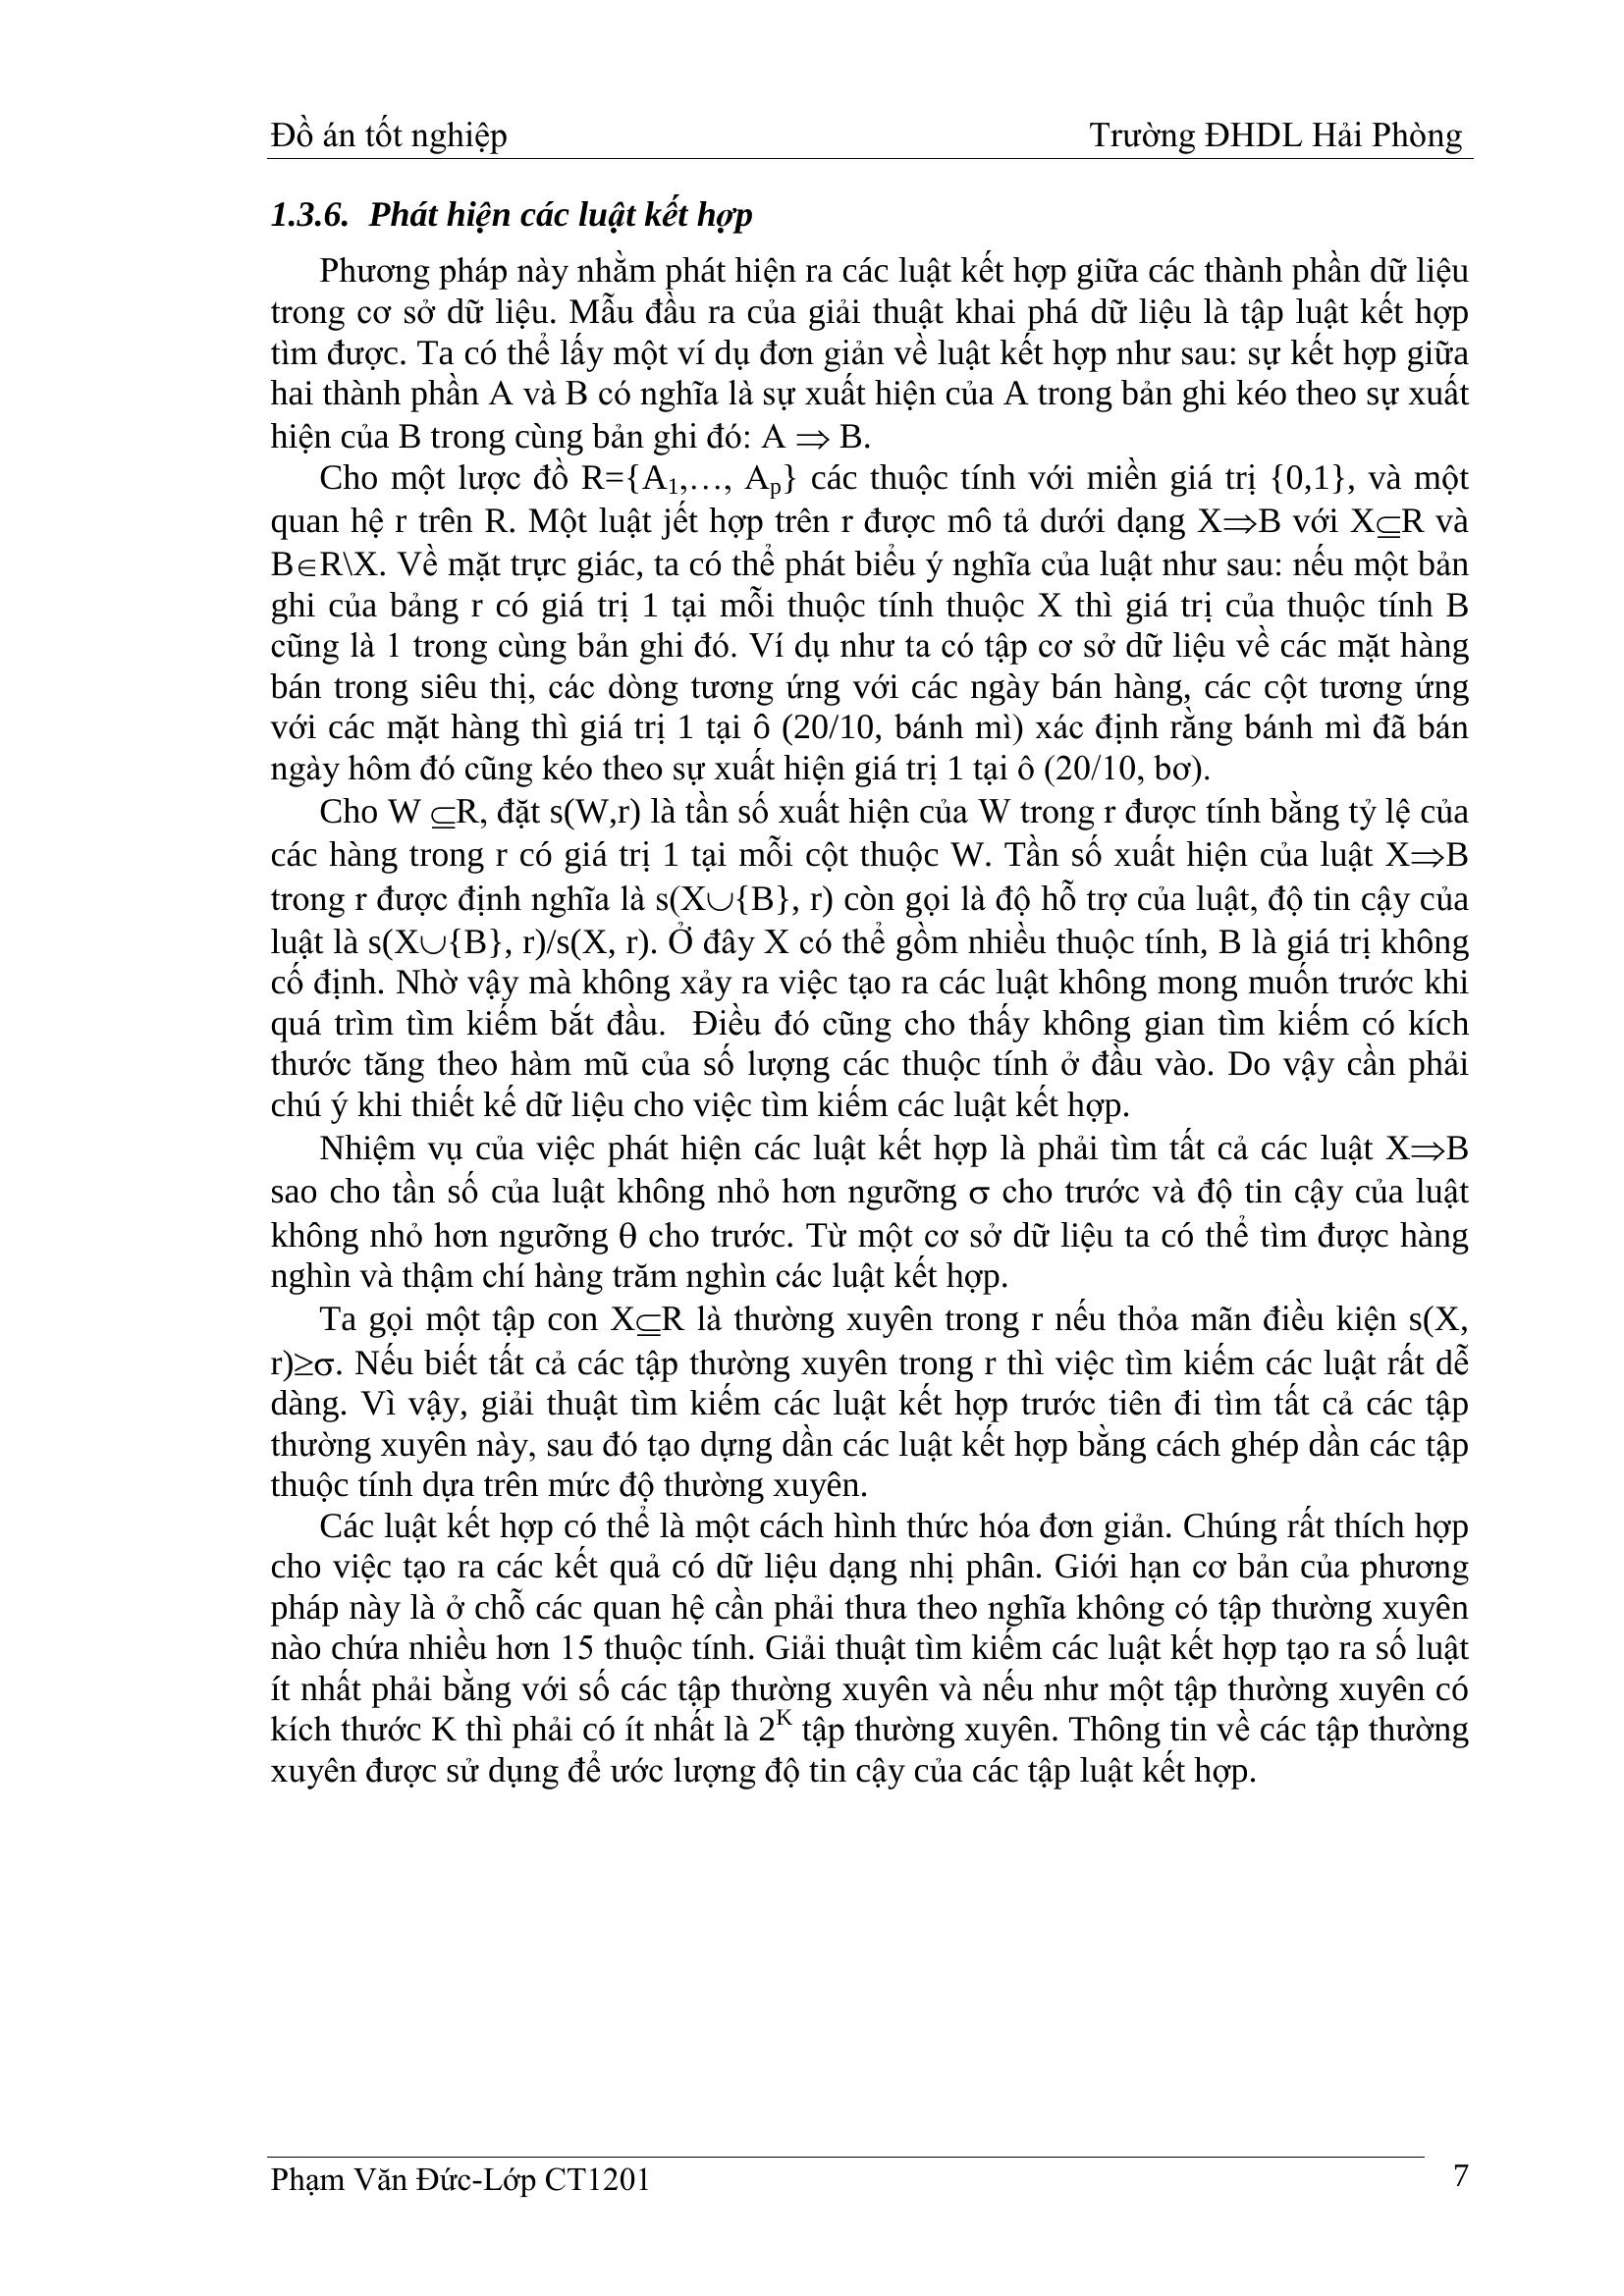 Đồ án tốt nghiệp Trường ĐHDL Hải Phòng
1.3.6. Phát hiện các luật kết hợp
Phương pháp này nhằm phát hiện ra các luật kết hợp giữa các thành phần dữ liệu
trong cơ sở dữ liệu. Mẫu đầu ra của giải thuật khai phá dữ liệu là tập luật kết hợp
tìm được. Ta có thể lấy một ví dụ đơn giản về luật kết hợp như sau: sự kết hợp giữa
hai thành phần A và B có nghĩa là sự xuất hiện của A trong bản ghi kéo theo sự xuất
hiện của B trong cùng bản ghi đó: A ⇒ B.
Cho một lược đồ R={A₁,…, Aₚ} các thuộc tính với miền giá trị {0,1}, và một
quan hệ r trên R. Một luật jết hợp trên r được mô tả dưới dạng X⇒B với X⊆R và
B∈R\X. Về mặt trực giác, ta có thể phát biểu ý nghĩa của luật như sau: nếu một bản
ghi của bảng r có giá trị 1 tại mỗi thuộc tính thuộc X thì giá trị của thuộc tính B
cũng là 1 trong cùng bản ghi đó. Ví dụ như ta có tập cơ sở dữ liệu về các mặt hàng
bán trong siêu thị, các dòng tương ứng với các ngày bán hàng, các cột tương ứng
với các mặt hàng thì giá trị 1 tại ô (20/10, bánh mì) xác định rằng bánh mì đã bán
ngày hôm đó cũng kéo theo sự xuất hiện giá trị 1 tại ô (20/10, bơ).
Cho W ⊆R, đặt s(W,r) là tần số xuất hiện của W trong r được tính bằng tỷ lệ của
các hàng trong r có giá trị 1 tại mỗi cột thuộc W. Tần số xuất hiện của luật X⇒B
trong r được định nghĩa là s(X∪{B}, r) còn gọi là độ hỗ trợ của luật, độ tin cậy của
luật là s(X∪{B}, r)/s(X, r). Ở đây X có thể gồm nhiều thuộc tính, B là giá trị không
cố định. Nhờ vậy mà không xảy ra việc tạo ra các luật không mong muốn trước khi
quá trìm tìm kiếm bắt đầu. Điều đó cũng cho thấy không gian tìm kiếm có kích
thước tăng theo hàm mũ của số lượng các thuộc tính ở đầu vào. Do vậy cần phải
chú ý khi thiết kế dữ liệu cho việc tìm kiếm các luật kết hợp.
Nhiệm vụ của việc phát hiện các luật kết hợp là phải tìm tất cả các luật X⇒B
sao cho tần số của luật không nhỏ hơn ngưỡng σ cho trước và độ tin cậy của luật
không nhỏ hơn ngưỡng θ cho trước. Từ một cơ sở dữ liệu ta có thể tìm được hàng
nghìn và thậm chí hàng trăm nghìn các luật kết hợp.
Ta gọi một tập con X⊆R là thường xuyên trong r nếu thỏa mãn điều kiện s(X,
r)≥σ. Nếu biết tất cả các tập thường xuyên trong r thì việc tìm kiếm các luật rất dễ
dàng. Vì vậy, giải thuật tìm kiếm các luật kết hợp trước tiên đi tìm tất cả các tập
thường xuyên này, sau đó tạo dựng dần các luật kết hợp bằng cách ghép dần các tập
thuộc tính dựa trên mức độ thường xuyên.
Các luật kết hợp có thể là một cách hình thức hóa đơn giản. Chúng rất thích hợp
cho việc tạo ra các kết quả có dữ liệu dạng nhị phân. Giới hạn cơ bản của phương
pháp này là ở chỗ các quan hệ cần phải thưa theo nghĩa không có tập thường xuyên
nào chứa nhiều hơn 15 thuộc tính. Giải thuật tìm kiếm các luật kết hợp tạo ra số luật
ít nhất phải bằng với số các tập thường xuyên và nếu như một tập thường xuyên có
kích thước K thì phải có ít nhất là 2ᴷ tập thường xuyên. Thông tin về các tập thường
xuyên được sử dụng để ước lượng độ tin cậy của các tập luật kết hợp.
Phạm Văn Đức-Lớp CT1201 7